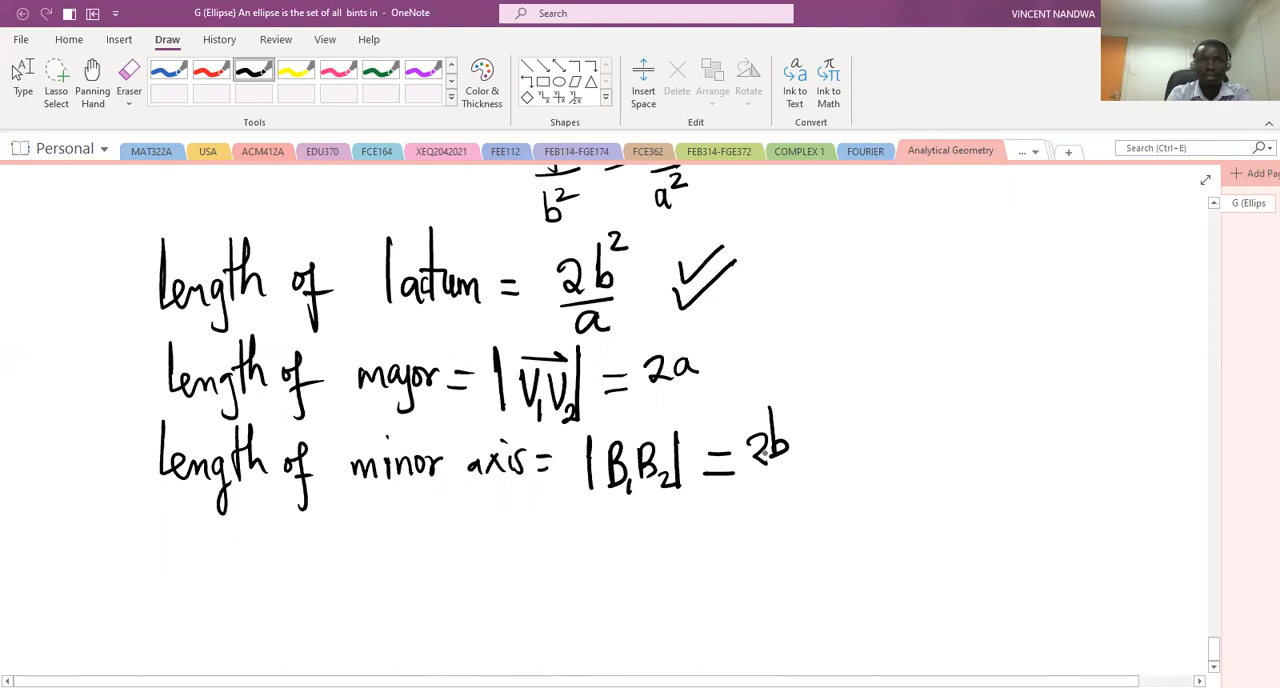 G (Ellipse) An ellipse is the set of all bints in - OneNote
Search
VINCENT NANDWA
File Home Insert Draw History Review View Help
Type
Lasso Select
Panning Hand
Eraser
Color & Thickness
Insert Space
Delete
Arrange
Rotate
Ink to Text
Ink to Math
Tools
Shapes
Edit
Convert
Personal
MAT322A USA ACM412A EDU370 FCE164 XEQ2042021 FEE112 FEB114-FGE174 FCE362 FEB314-FGE372 COMPLEX 1 FOURIER Analytical Geometry ...
Search (Ctrl+E)
Add Pag
G (Ellips
b² = a²
length of lactum = 2b²/a
length of major = |V₁V₂| = 2a
length of minor axis = |B₁B₂| = 2b